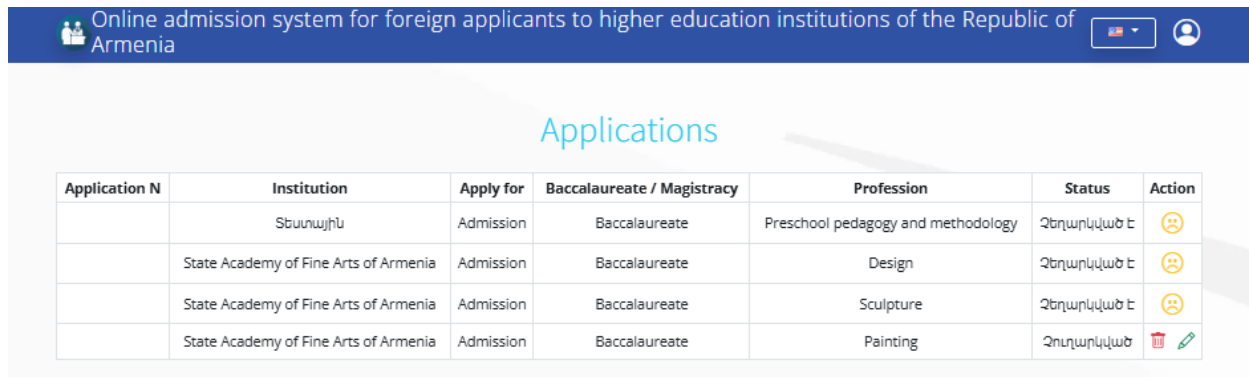 Online admission system for foreign applicants to higher education institutions of the Republic of
Armenia
Applications
Application N Institution Apply for Baccalaureate / Magistracy Profession Status Action
Տեստային Admission Baccalaureate Preschool pedagogy and methodology Չեղարկված է
State Academy of Fine Arts of Armenia Admission Baccalaureate Design Չեղարկված է
State Academy of Fine Arts of Armenia Admission Baccalaureate Sculpture Չեղարկված է
State Academy of Fine Arts of Armenia Admission Baccalaureate Painting Չուղարկված